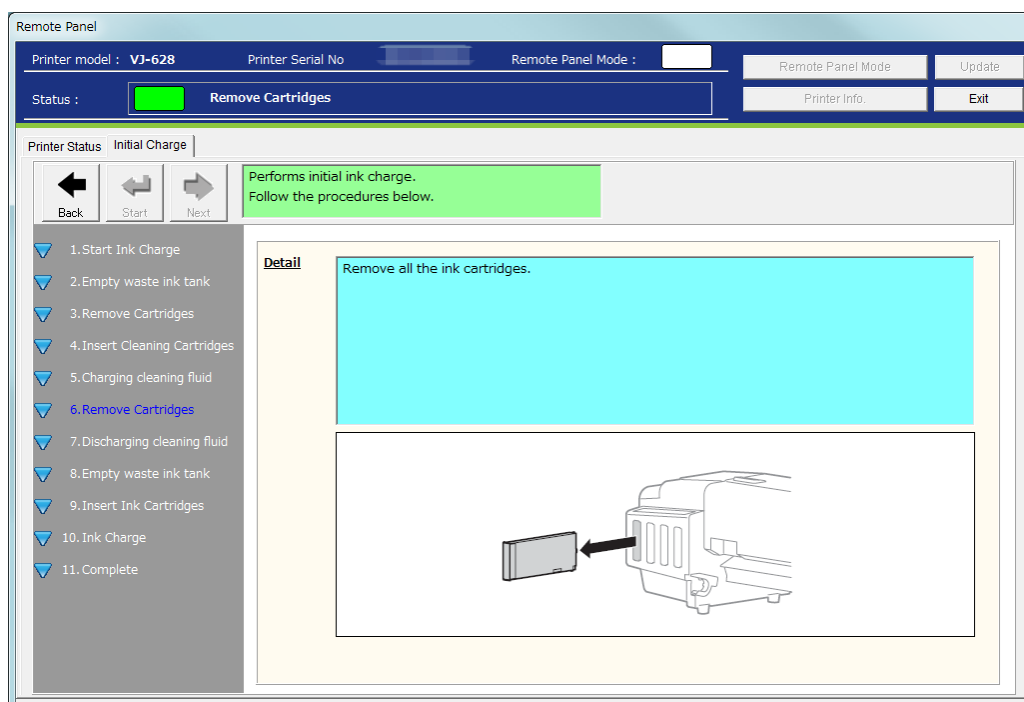 Remote Panel
Printer model : VJ-628 Printer Serial No Remote Panel Mode :
Remote Panel Mode Update
Status : Remove Cartridges
Printer Info. Exit
Printer Status Initial Charge
Back Start Next
Performs initial ink charge.
Follow the procedures below.
1.Start Ink Charge
2.Empty waste ink tank
3.Remove Cartridges
4.Insert Cleaning Cartridges
5.Charging cleaning fluid
6.Remove Cartridges
7.Discharging cleaning fluid
8.Empty waste ink tank
9.Insert Ink Cartridges
10.Ink Charge
11.Complete
Detail
Remove all the ink cartridges.